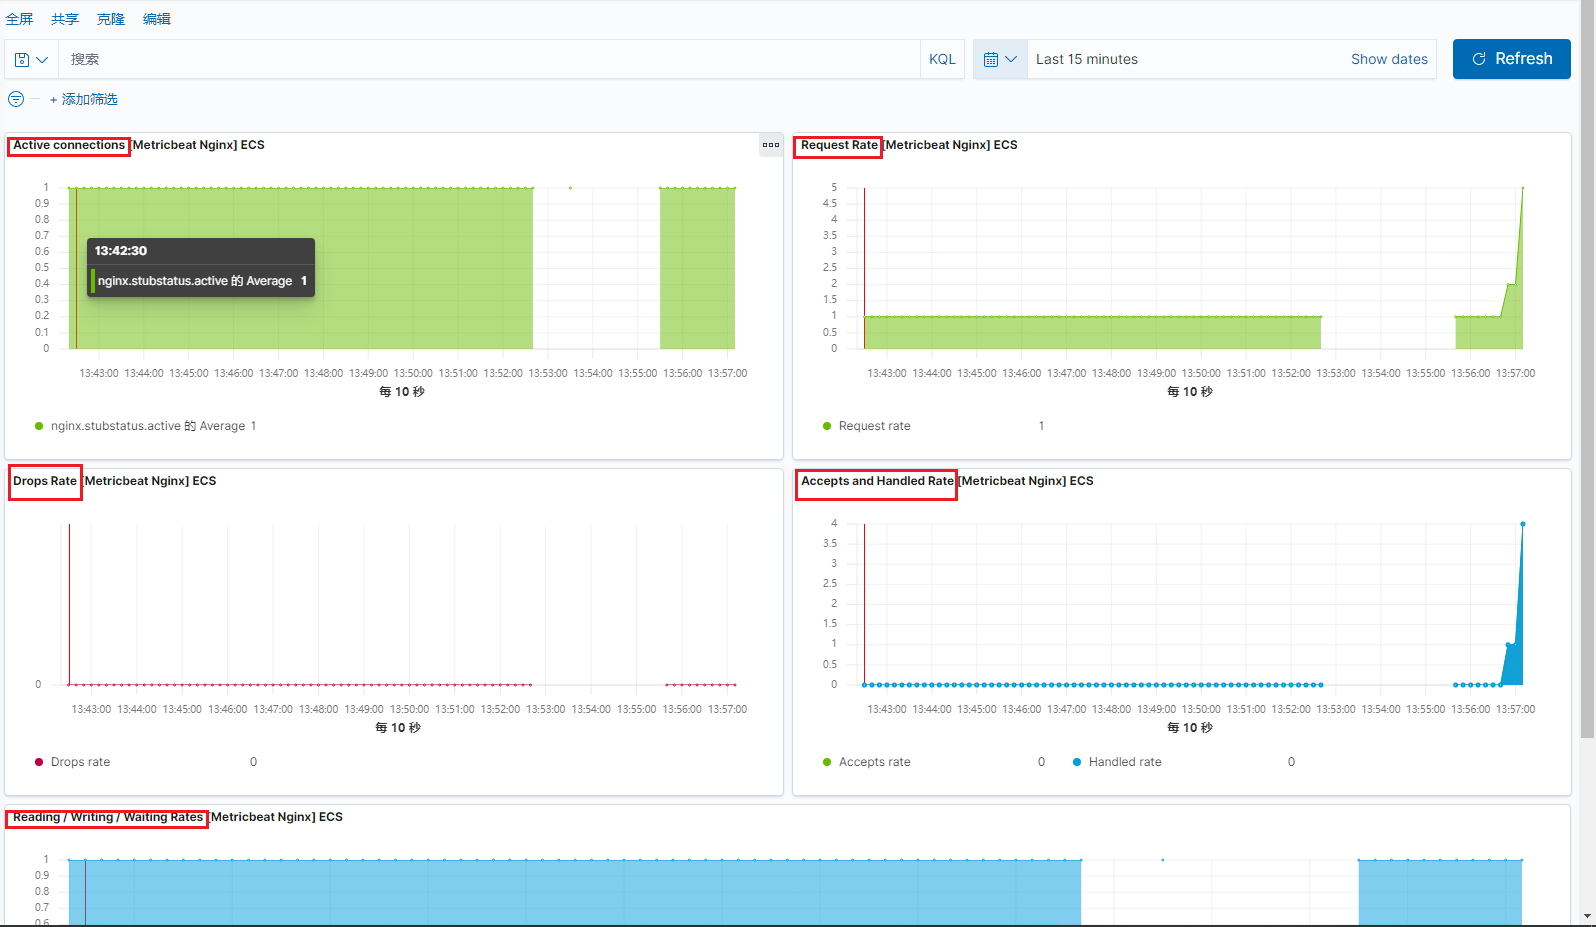 全屏 共享 克隆 编辑
搜索 KQL Last 15 minutes Show dates Refresh
+ 添加筛选
Active connections [Metricbeat Nginx] ECS
1
0.9
0.8
0.7
0.6
0.5
0.4
0.3
0.2
0.1
0
13:42:30
nginx.stubstatus.active 的 Average 1
13:43:00 13:44:00 13:45:00 13:46:00 13:47:00 13:48:00 13:49:00 13:50:00 13:51:00 13:52:00 13:53:00 13:54:00 13:55:00 13:56:00 13:57:00
每 10 秒
nginx.stubstatus.active 的 Average 1
Request Rate [Metricbeat Nginx] ECS
5
4.5
4
3.5
3
2.5
2
1.5
1
0.5
0
13:43:00 13:44:00 13:45:00 13:46:00 13:47:00 13:48:00 13:49:00 13:50:00 13:51:00 13:52:00 13:53:00 13:54:00 13:55:00 13:56:00 13:57:00
每 10 秒
Request rate 1
Drops Rate [Metricbeat Nginx] ECS
0
13:43:00 13:44:00 13:45:00 13:46:00 13:47:00 13:48:00 13:49:00 13:50:00 13:51:00 13:52:00 13:53:00 13:54:00 13:55:00 13:56:00 13:57:00
每 10 秒
Drops rate 0
Accepts and Handled Rate [Metricbeat Nginx] ECS
4
3.5
3
2.5
2
1.5
1
0.5
0
13:43:00 13:44:00 13:45:00 13:46:00 13:47:00 13:48:00 13:49:00 13:50:00 13:51:00 13:52:00 13:53:00 13:54:00 13:55:00 13:56:00 13:57:00
每 10 秒
Accepts rate 0 Handled rate 0
Reading / Writing / Waiting Rates [Metricbeat Nginx] ECS
1
0.9
0.8
0.7
0.6